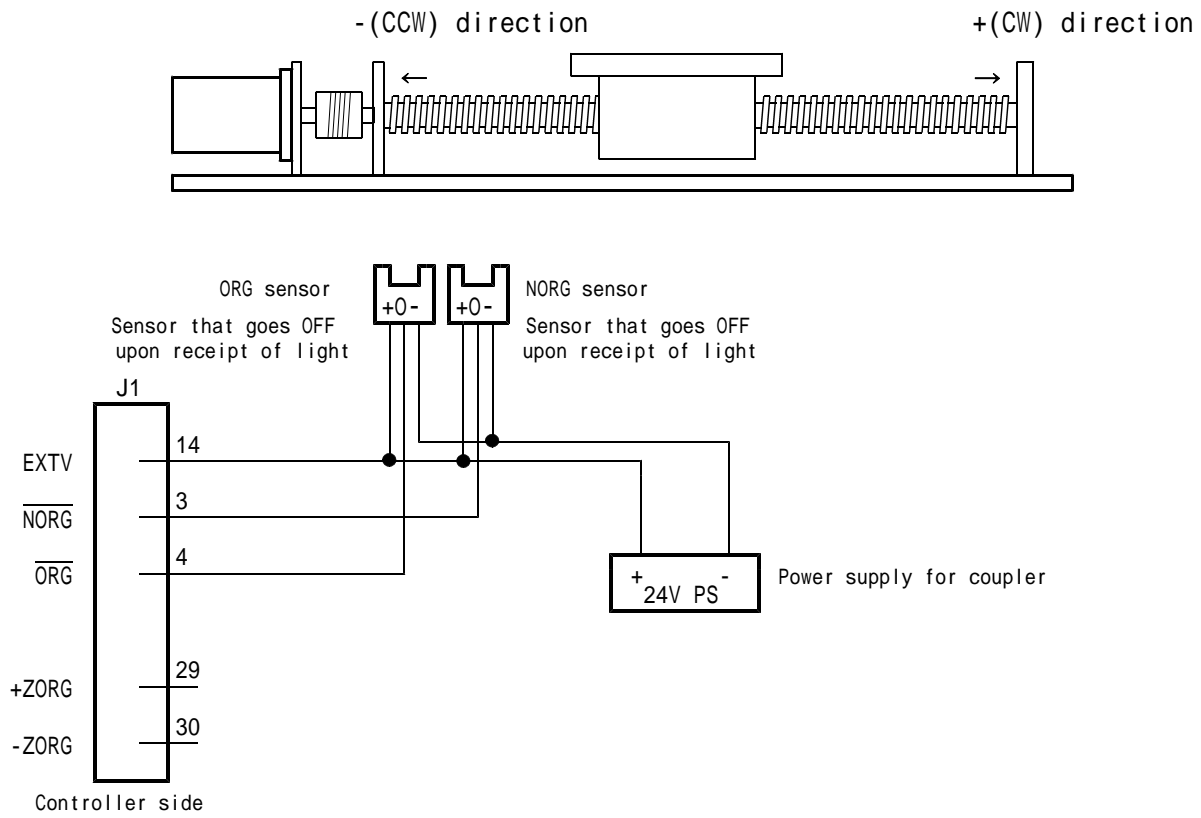 -(CCW) direction
+(CW) direction
← →
ORG sensor
+O-
+O-
NORG sensor
Sensor that goes OFF
upon receipt of light
Sensor that goes OFF
upon receipt of light
J1
EXTV
14
NORG
3
ORG
4
+ -
24V PS
Power supply for coupler
+ZORG
29
-ZORG
30
Controller side